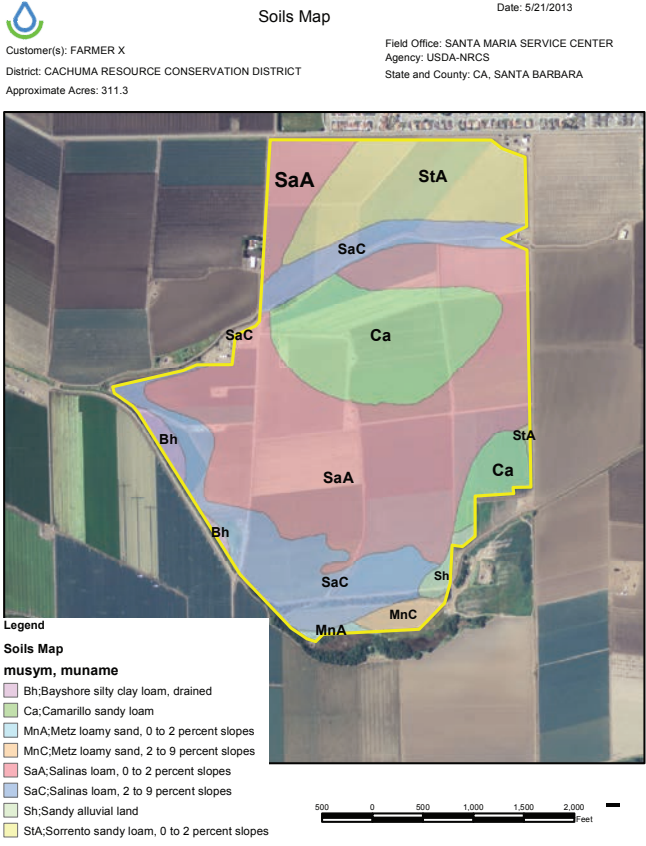 Soils Map
Date: 5/21/2013
Customer(s): FARMER X
District: CACHUMA RESOURCE CONSERVATION DISTRICT
Approximate Acres: 311.3
Field Office: SANTA MARIA SERVICE CENTER
Agency: USDA-NRCS
State and County: CA, SANTA BARBARA
SaA
StA
SaC
SaC
Ca
Bh
StA
Ca
SaA
Bh
SaC
Sh
MnC
MnA
Legend
Soils Map
musym, muname
Bh;Bayshore silty clay loam, drained
Ca;Camarillo sandy loam
MnA;Metz loamy sand, 0 to 2 percent slopes
MnC;Metz loamy sand, 2 to 9 percent slopes
SaA;Salinas loam, 0 to 2 percent slopes
SaC;Salinas loam, 2 to 9 percent slopes
Sh;Sandy alluvial land
StA;Sorrento sandy loam, 0 to 2 percent slopes
500 0 500 1,000 1,500 2,000
Feet